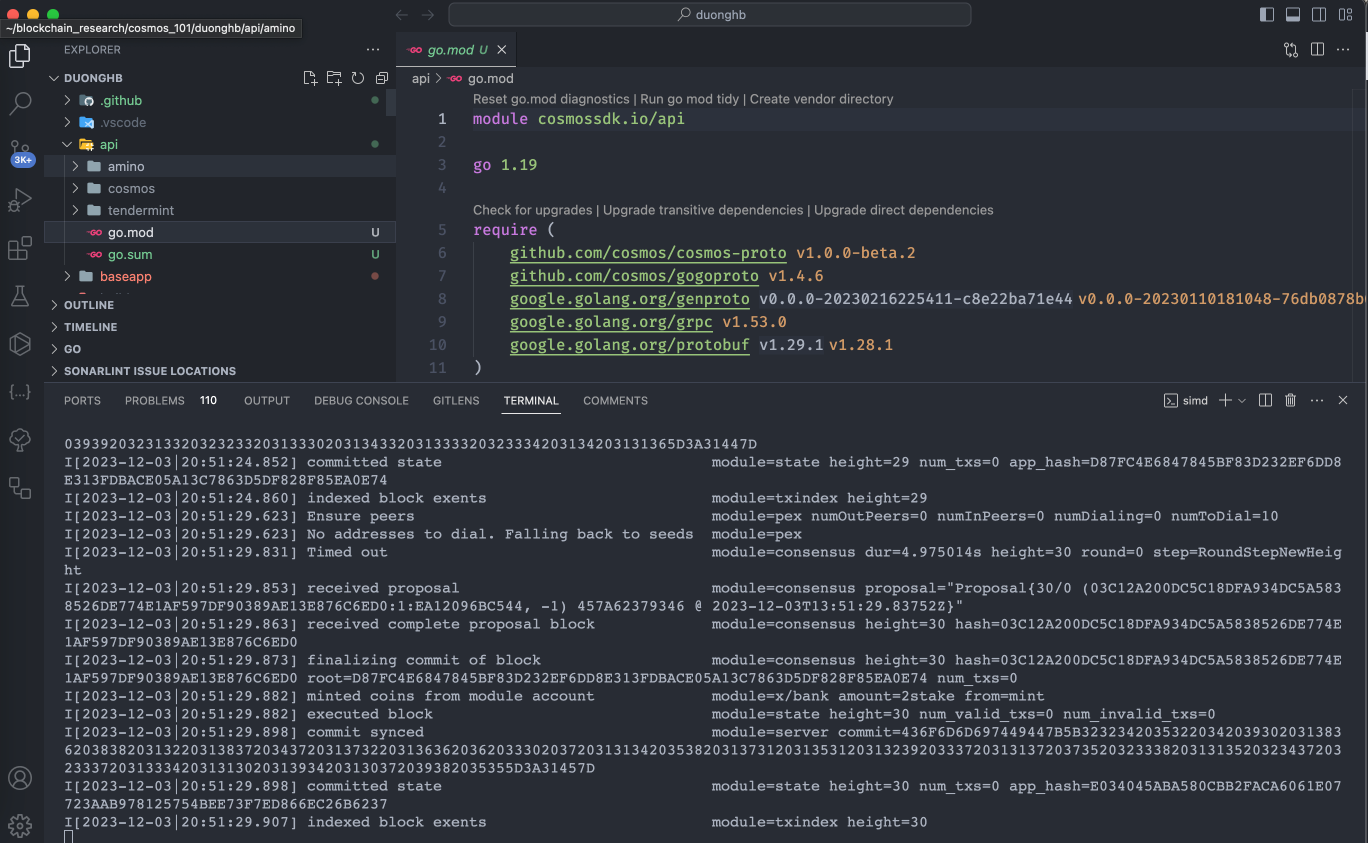 duonghb
~/blockchain_research/cosmos_101/duonghb/api/amino
EXPLORER
DUONGHB
.github
.vscode
api
amino
cosmos
tendermint
go.mod U
go.sum U
baseapp
OUTLINE
TIMELINE
GO
SONARLINT ISSUE LOCATIONS
3K+
go.mod U
api > go.mod
Reset go.mod diagnostics | Run go mod tidy | Create vendor directory
1 module cosmossdk.io/api
2
3 go 1.19
4
Check for upgrades | Upgrade transitive dependencies | Upgrade direct dependencies
5 require (
6 github.com/cosmos/cosmos-proto v1.0.0-beta.2
7 github.com/cosmos/gogoproto v1.4.6
8 google.golang.org/genproto v0.0.0-20230216225411-c8e22ba71e44 v0.0.0-20230110181048-76db0878b
9 google.golang.org/grpc v1.53.0
10 google.golang.org/protobuf v1.29.1 v1.28.1
11 )
PORTS PROBLEMS 110 OUTPUT DEBUG CONSOLE GITLENS TERMINAL COMMENTS simd
03939203231332032323320313330203134332031333320323334203134203131365D3A31447D
I[2023-12-03|20:51:24.852] committed state module=state height=29 num_txs=0 app_hash=D87FC4E6847845BF83D232EF6DD8
E313FDBACE05A13C7863D5DF828F85EA0E74
I[2023-12-03|20:51:24.860] indexed block exents module=txindex height=29
I[2023-12-03|20:51:29.623] Ensure peers module=pex numOutPeers=0 numInPeers=0 numDialing=0 numToDial=10
I[2023-12-03|20:51:29.623] No addresses to dial. Falling back to seeds module=pex
I[2023-12-03|20:51:29.831] Timed out module=consensus dur=4.975014s height=30 round=0 step=RoundStepNewHeig
ht
I[2023-12-03|20:51:29.853] received proposal module=consensus proposal="Proposal{30/0 (03C12A200DC5C18DFA934DC5A583
8526DE774E1AF597DF90389AE13E876C6ED0:1:EA12096BC544, -1) 457A62379346 @ 2023-12-03T13:51:29.83752Z}"
I[2023-12-03|20:51:29.863] received complete proposal block module=consensus height=30 hash=03C12A200DC5C18DFA934DC5A5838526DE774E
1AF597DF90389AE13E876C6ED0
I[2023-12-03|20:51:29.873] finalizing commit of block module=consensus height=30 hash=03C12A200DC5C18DFA934DC5A5838526DE774E
1AF597DF90389AE13E876C6ED0 root=D87FC4E6847845BF83D232EF6DD8E313FDBACE05A13C7863D5DF828F85EA0E74 num_txs=0
I[2023-12-03|20:51:29.882] minted coins from module account module=x/bank amount=2stake from=mint
I[2023-12-03|20:51:29.882] executed block module=state height=30 num_valid_txs=0 num_invalid_txs=0
I[2023-12-03|20:51:29.898] commit synced module=server commit=436F6D6D697449447B5B3232342035322034203930203138​3
6203838203132203138372034372031373220313636203620333020372031313420353820313731203135312031323920333720313137203735203233382031313520323437203
2333720313334203131302031393420313037203​9382035355D3A31457D
I[2023-12-03|20:51:29.898] committed state module=state height=30 num_txs=0 app_hash=E034045ABA580CBB2FACA6061E07
723AAB978125754BEE73F7ED866EC26B6237
I[2023-12-03|20:51:29.907] indexed block exents module=txindex height=30